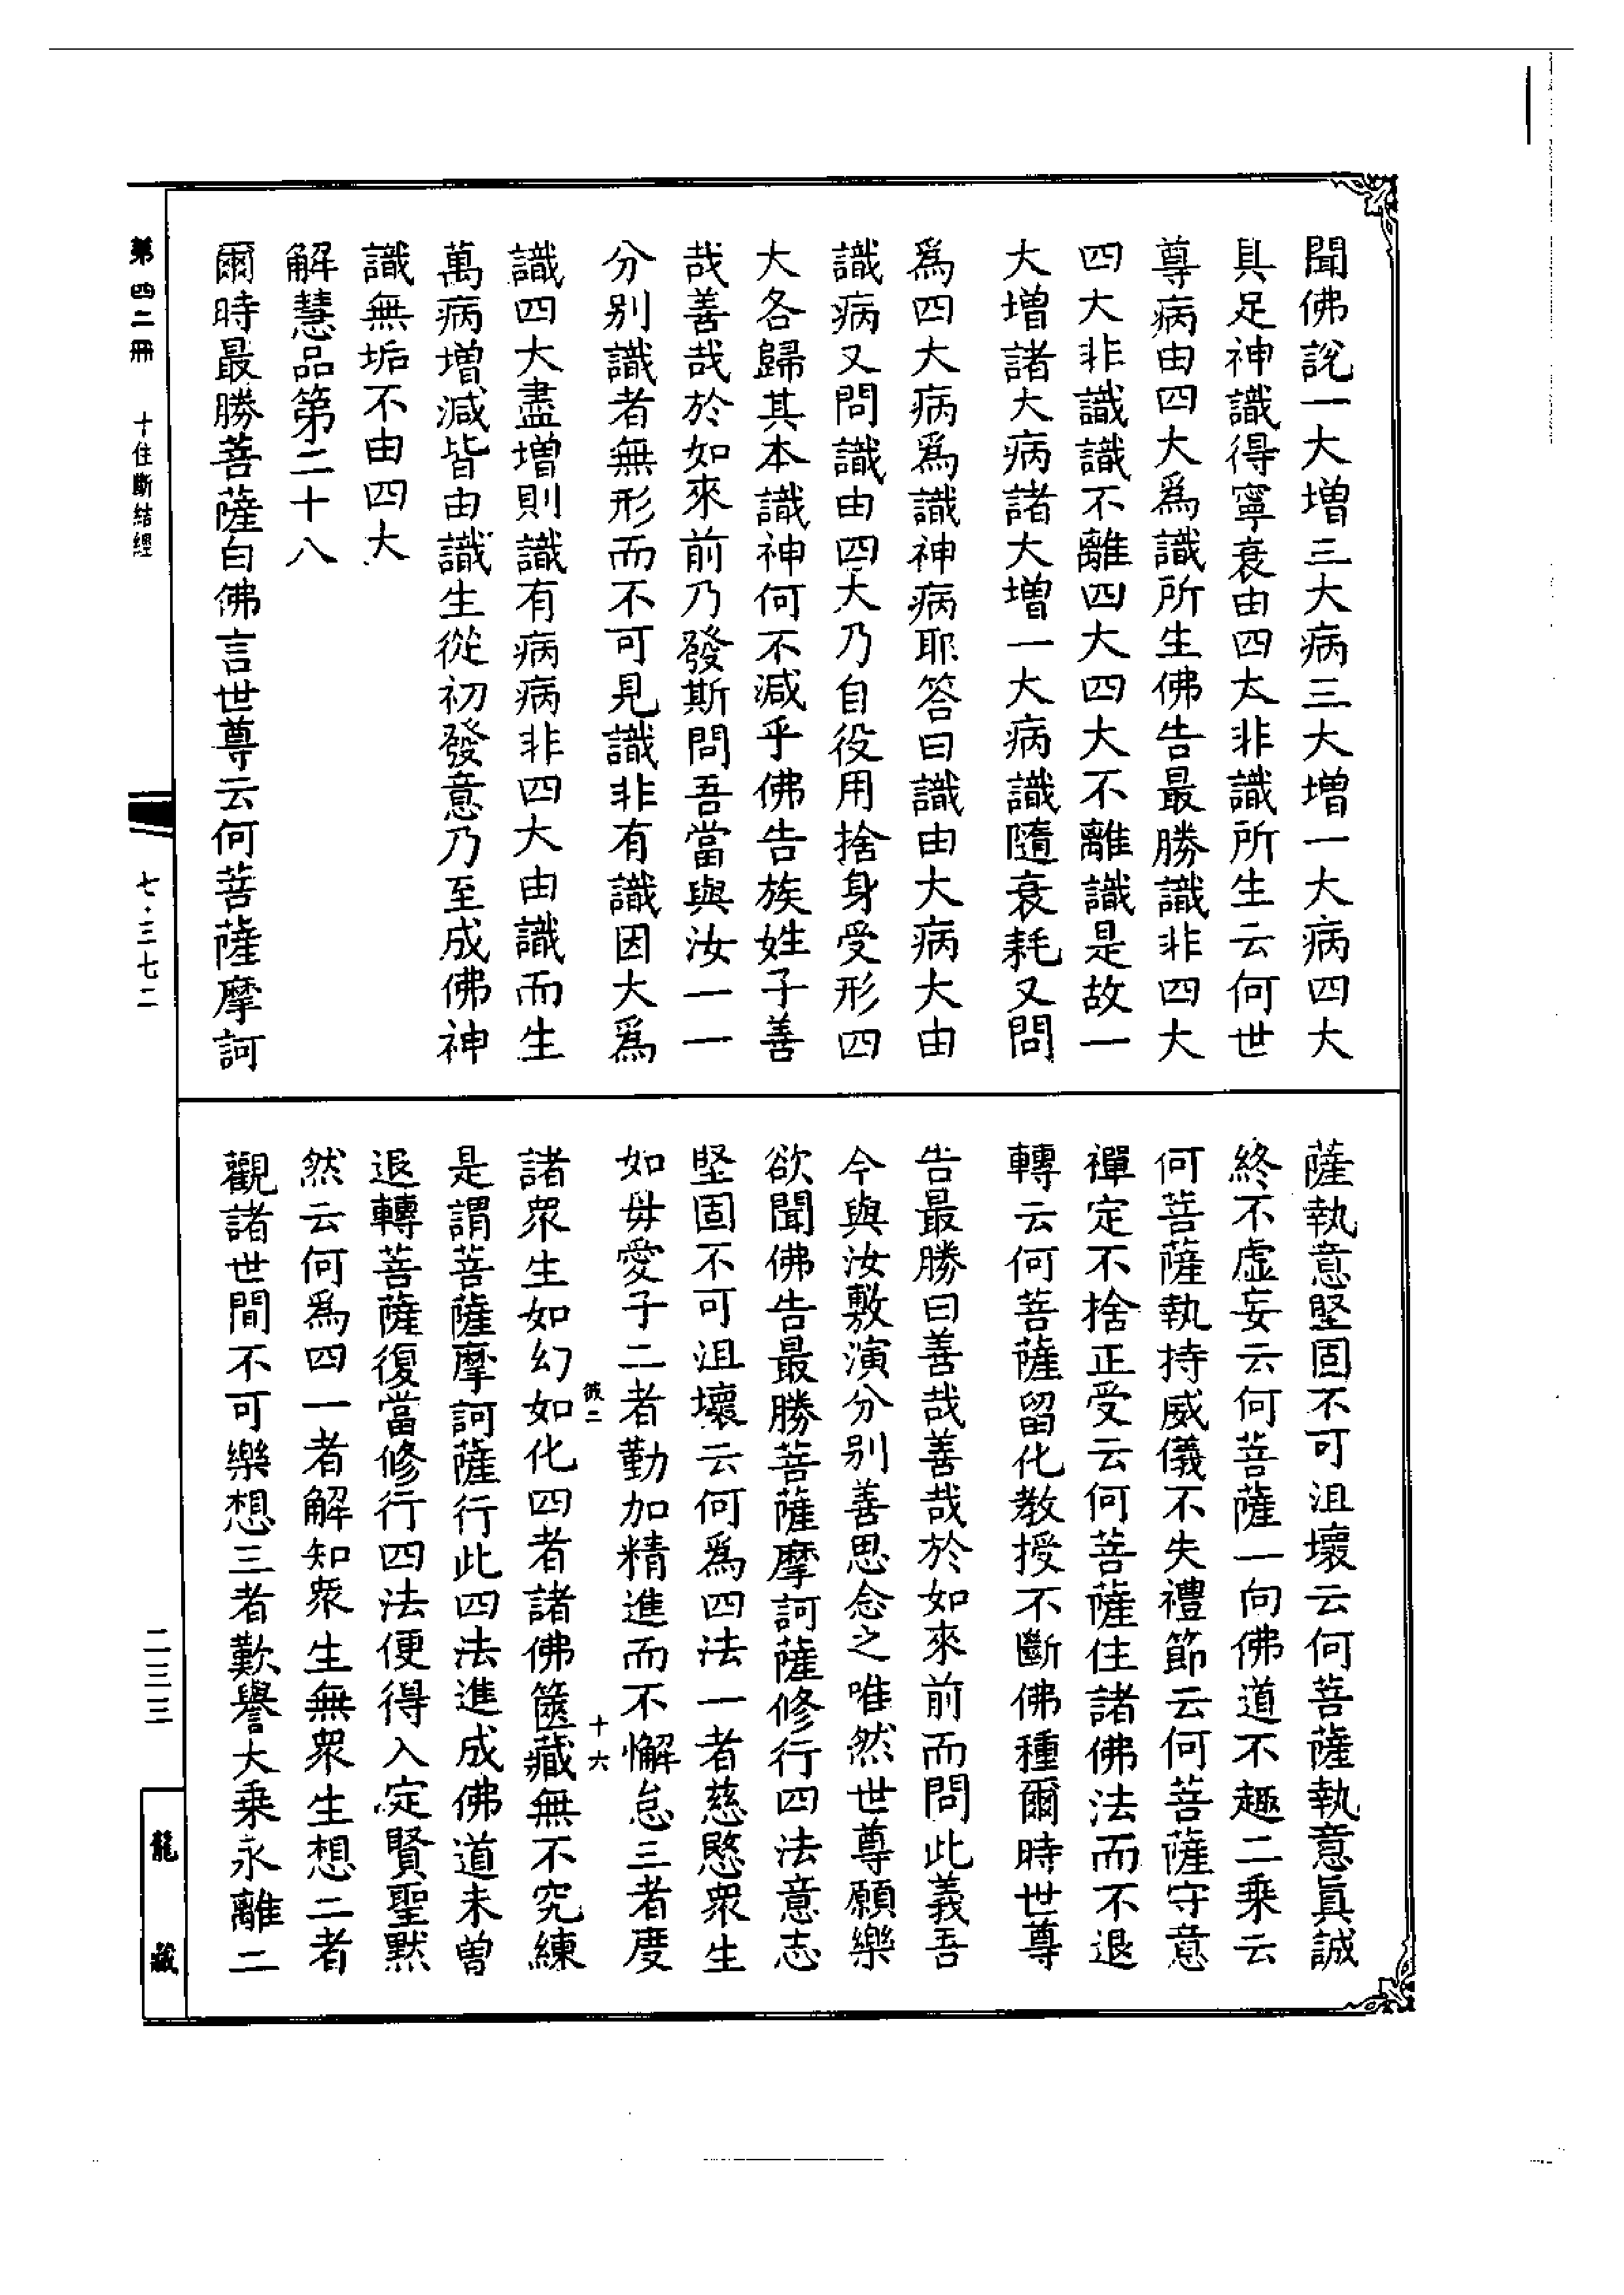 聞佛說一大增三大病三大增一大病四大
具足神識得寧衰由四大非識所生云何世
尊病由四大為識所生佛告最勝識非四大
四大非識識不離四大四大不離識是故一
大增諸大病諸大增一大病識隨衰耗又問
為四大病為識神病耶答曰識由大病大由
識病又問識由四大乃自役用捨身受形四
大各歸其本識神何不減乎佛告族姓子善
哉善哉於如來前乃發斯問吾當與汝一一
分别識者無形而不可見識非有識因大為
識四大盡增則識有病病非四大由識而生
萬病增減皆由識生從初發意乃至成佛神
識無垢不由四大
解慧品第二十八
爾時最勝菩薩白佛言世尊云何菩薩摩訶
薩執意堅固不可沮壞云何菩薩執意眞誠
終不虛妄云何菩薩一向佛道不趣二乘云
何菩薩執持威儀不失禮節云何菩薩守意
禪定不捨正受云何菩薩住諸佛法而不退
轉云何菩薩留化教授不斷佛種爾時世尊
告最勝曰善哉善哉於如來前而問此義吾
今與汝敷演分别善思念之唯然世尊願樂
欲聞佛告最勝菩薩摩訶薩修行四法意志
堅固不可沮壞云何為四法一者慈愍衆生
如母愛子二者勤加精進而不懈怠三者度
彼二 十六
諸衆生如幻如化四者諸佛篋藏無不究練
是謂菩薩摩訶薩行此四法進成佛道未曾
退轉菩薩復當修行四法便得入定賢聖默
然云何為四一者解知衆生無衆生想二者
觀諸世間不可樂想三者歎譽大乘永離二
第四二冊 十住斷結經 七·三七二 二三三 龍藏